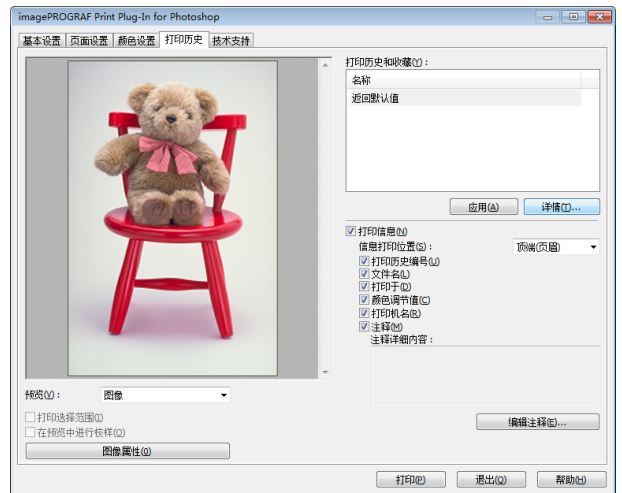 imagePROGRAF Print Plug-In for Photoshop
基本设置 页面设置 颜色设置 打印历史 技术支持
打印历史和收藏(Y)：
名称
返回默认值
应用(A) 详情(T)...
打印信息(N)
信息打印位置(S)： 顶端(页眉)
打印历史编号(U)
文件名(L)
打印于(D)
颜色调节值(C)
打印机名(R)
注释(M)
注释详细内容：
预览(V)： 图像
打印选择范围(I)
在预览中进行校样(O)
编辑注释(E)...
图像属性(0)
打印(P) 退出(Q) 帮助(H)